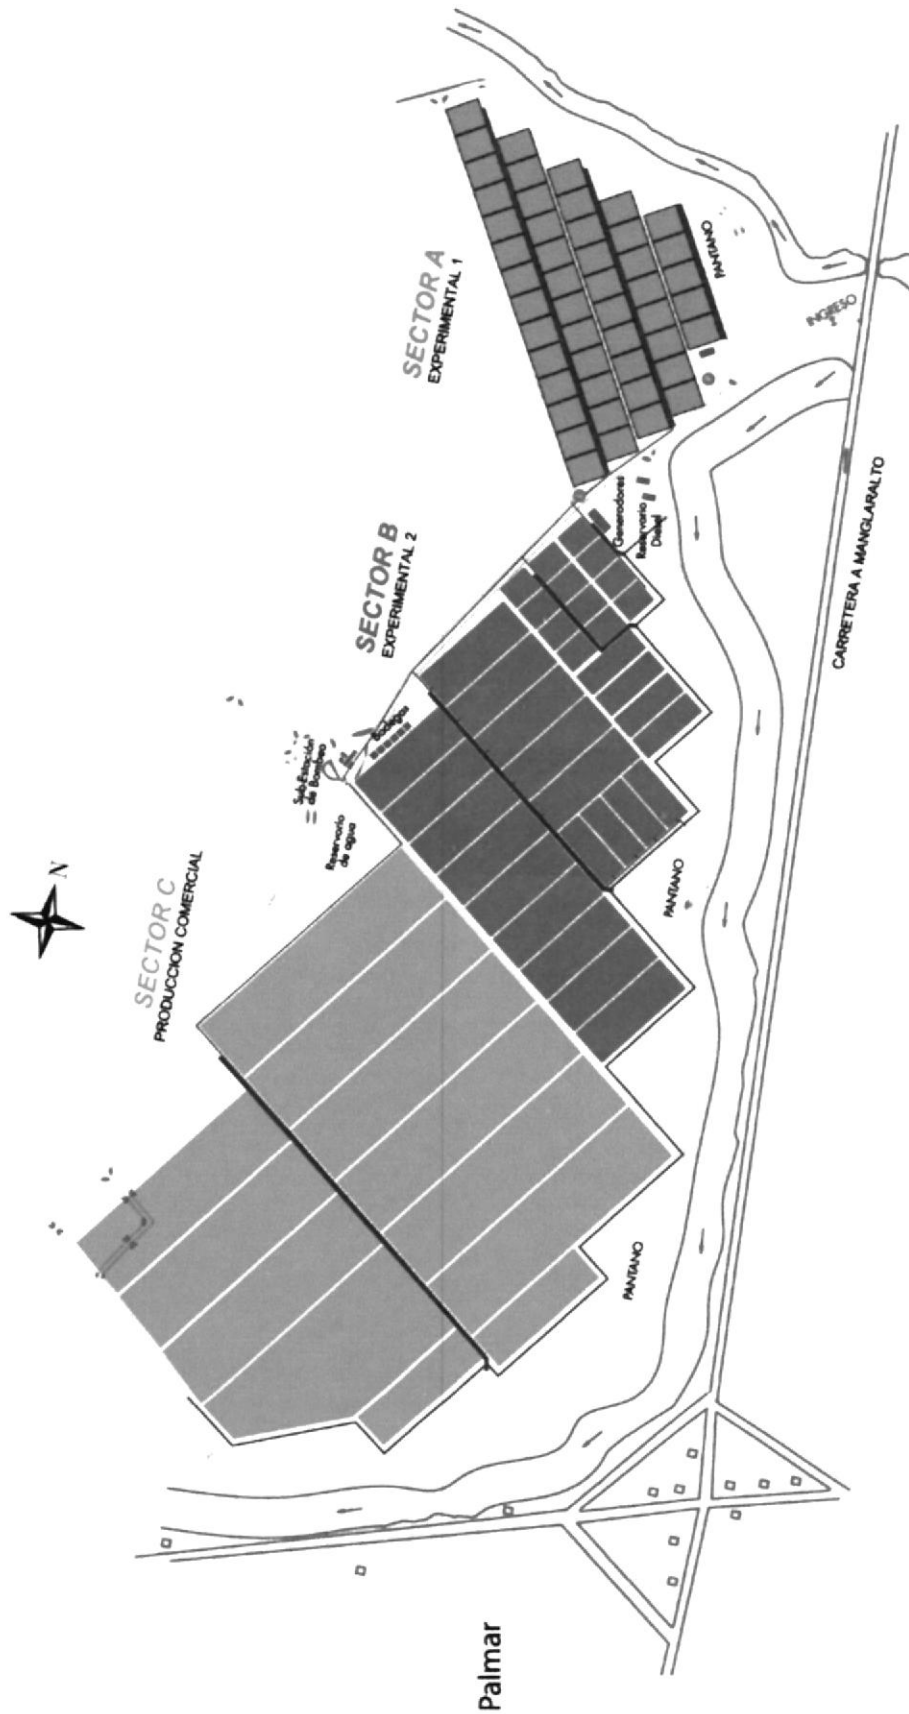 SECTOR A
EXPERIMENTAL 1
PANTANO
INGRESO
SECTOR B
EXPERIMENTAL 2
Generadores
Reservorio
Diesel
CARRETERA A MANGLARALTO
Sub-Estación
de Bombeo
Bodegas
Reservorio
de agua
PANTANO
N
SECTOR C
PRODUCCION COMERCIAL
PANTANO
Palmar